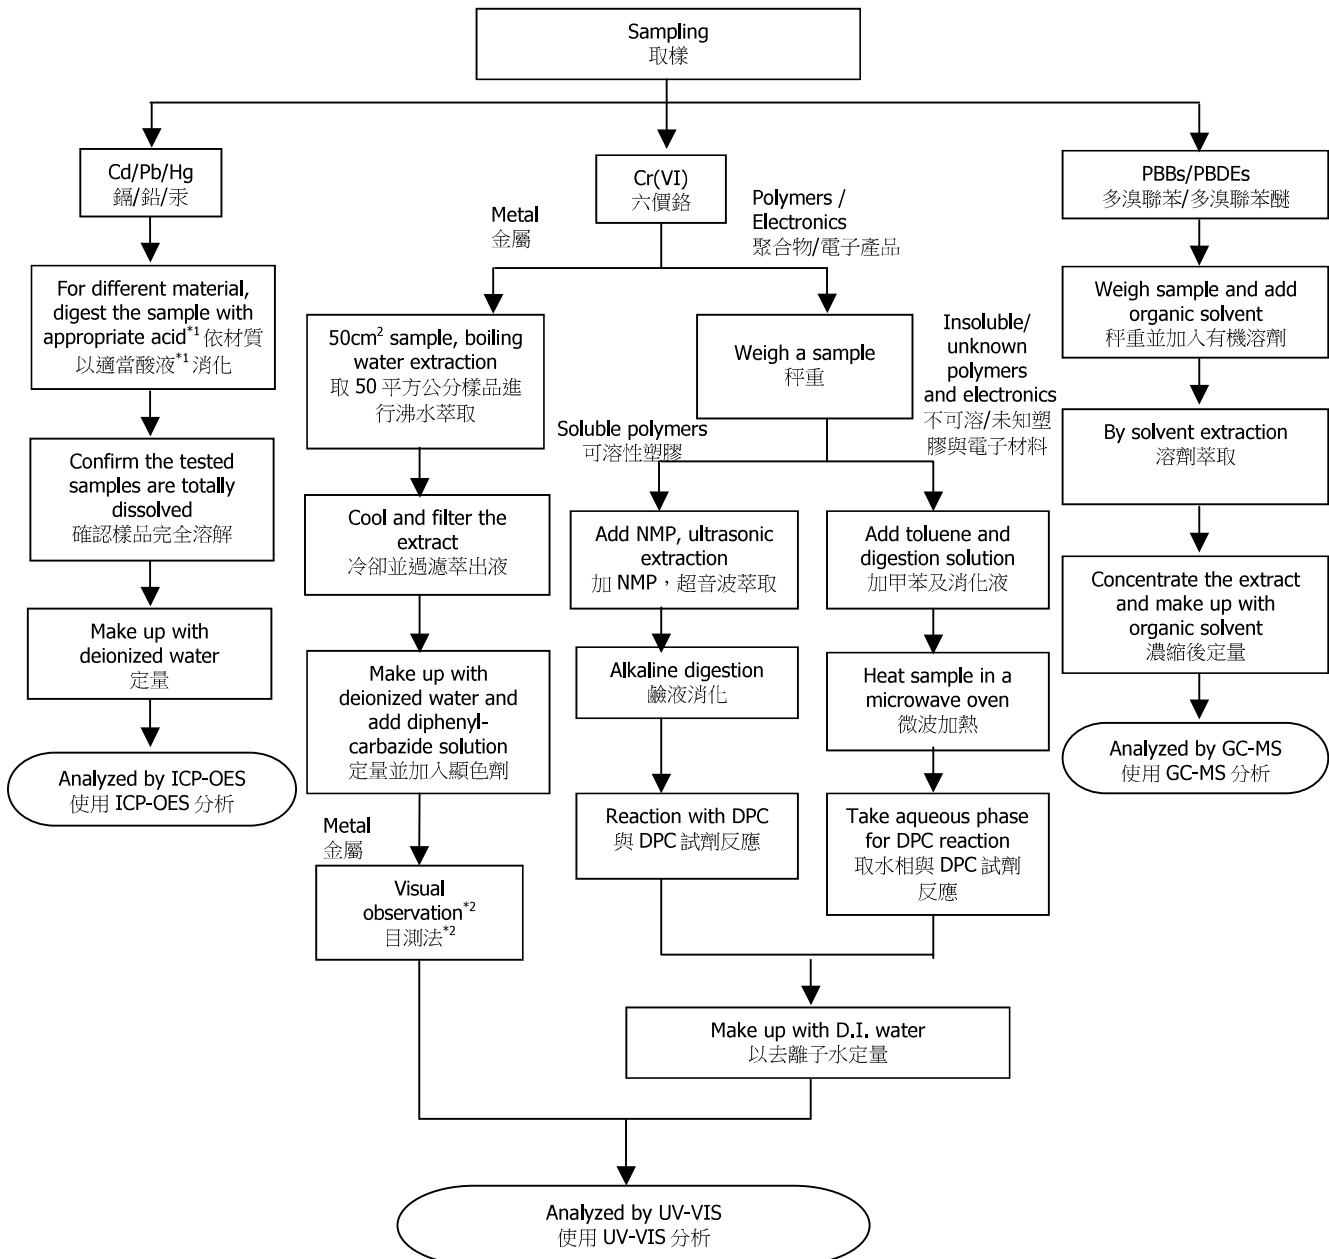 Sampling
取樣
Cd/Pb/Hg
鎘/鉛/汞
Cr(VI)
六價鉻
PBBs/PBDEs
多溴聯苯/多溴聯苯醚
Metal
金屬
Polymers /
Electronics
聚合物/電子產品
For different material,
digest the sample with
appropriate acid*1 依材質
以適當酸液*1 消化
50cm2 sample, boiling
water extraction
取 50 平方公分樣品進
行沸水萃取
Weigh a sample
秤重
Insoluble/
unknown
polymers
and electronics
不可溶/未知塑
膠與電子材料
Weigh sample and add
organic solvent
秤重並加入有機溶劑
Soluble polymers
可溶性塑膠
By solvent extraction
溶劑萃取
Confirm the tested
samples are totally
dissolved
確認樣品完全溶解
Cool and filter the
extract
冷卻並過濾萃出液
Add NMP, ultrasonic
extraction
加 NMP，超音波萃取
Add toluene and
digestion solution
加甲苯及消化液
Concentrate the extract
and make up with
organic solvent
濃縮後定量
Make up with
deionized water
定量
Make up with
deionized water and
add diphenyl-
carbazide solution
定量並加入顯色劑
Alkaline digestion
鹼液消化
Heat sample in a
microwave oven
微波加熱
Analyzed by GC-MS
使用 GC-MS 分析
Analyzed by ICP-OES
使用 ICP-OES 分析
Metal
金屬
Reaction with DPC
與 DPC 試劑反應
Take aqueous phase
for DPC reaction
取水相與 DPC 試劑
反應
Visual
observation*2
目測法*2
Make up with D.I. water
以去離子水定量
Analyzed by UV-VIS
使用 UV-VIS 分析